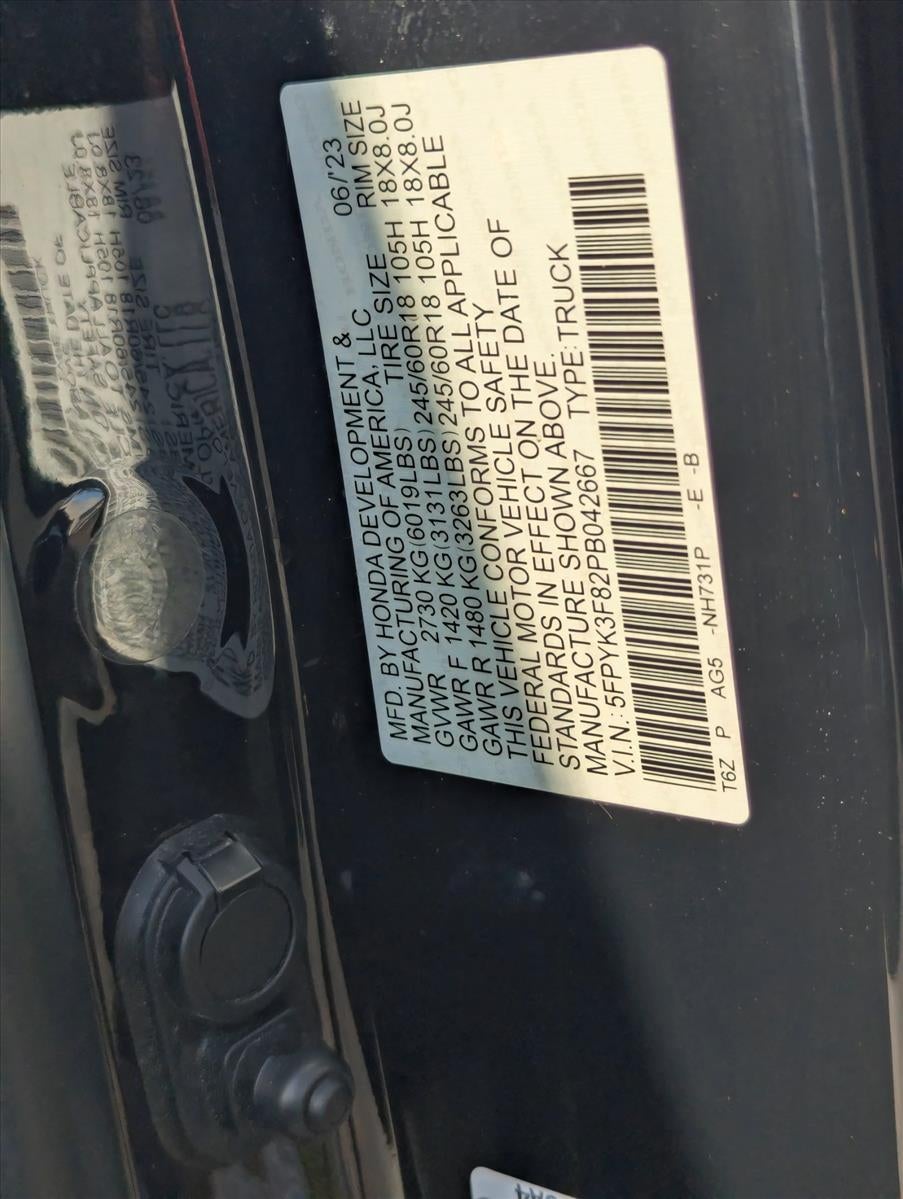 MFD. BY HONDA DEVELOPMENT & 06/'23
MANUFACTURING OF AMERICA, LLC
TIRE SIZE RIM SIZE
GVWR 2730 KG(6019LBS)
GAWR F 1420 KG(3131LBS) 245/60R18 105H 18X8.0J
GAWR R 1480 KG(3263LBS) 245/60R18 105H 18X8.0J
THIS VEHICLE CONFORMS TO ALL APPLICABLE
FEDERAL MOTOR VEHICLE SAFETY
STANDARDS IN EFFECT ON THE DATE OF
MANUFACTURE SHOWN ABOVE.
V.I.N.: 5FPYK3F82PB042667 TYPE: TRUCK
T6Z P AG5 -NH731P -E -B